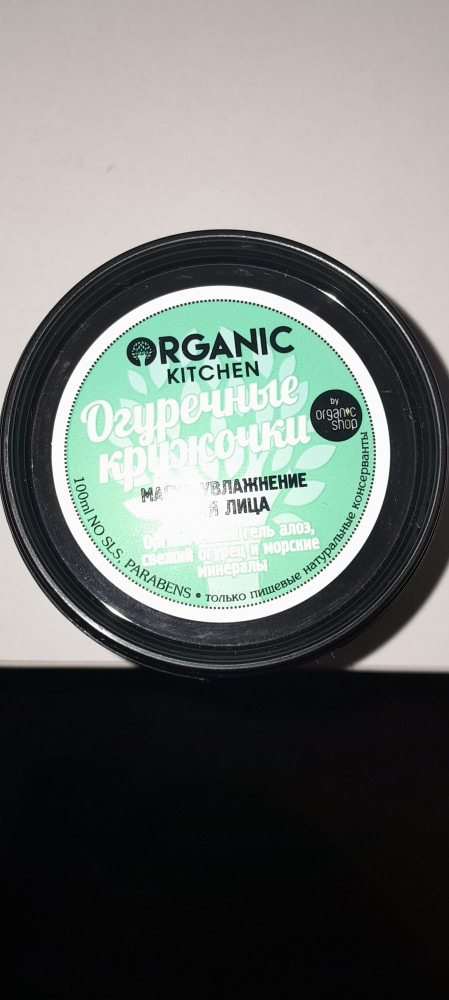 ORGANIC
KITCHEN
by
organic
shop
Огуречные
кружочки
УВЛАЖНЕНИЕ
ЛИЦА
гель алоэ,
свежий огурец и морские
минералы
100ml NO SLS, PARABENS • только пищевые натуральные консерванты